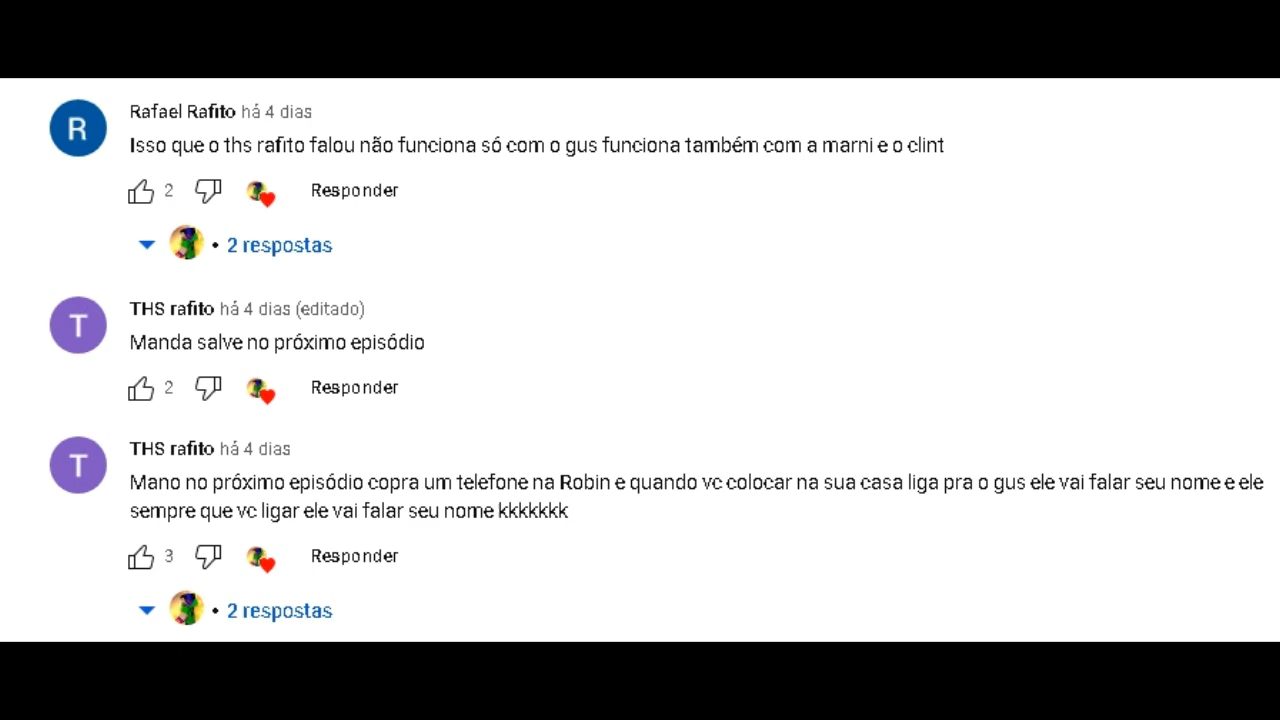 R
Rafael Rafito há 4 dias
Isso que o ths rafito falou não funciona só com o gus funciona também com a marni e o clint
2 Responder
• 2 respostas
T
THS rafito há 4 dias (editado)
Manda salve no próximo episódio
2 Responder
T
THS rafito há 4 dias
Mano no próximo episódio copra um telefone na Robin e quando vc colocar na sua casa liga pra o gus ele vai falar seu nome e ele
sempre que vc ligar ele vai falar seu nome kkkkkkk
3 Responder
• 2 respostas